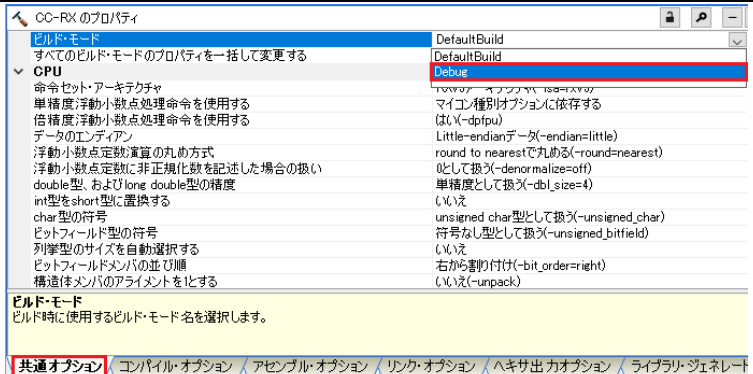 CC-RX のプロパティ
ビルド・モード DefaultBuild
すべてのビルド・モードのプロパティを一括して変更する DefaultBuild
CPU Debug
命令セット・アーキテクチャ
単精度浮動小数点処理命令を使用する マイコン種別オプションに依存する
倍精度浮動小数点処理命令を使用する はい(-dpfpu)
データのエンディアン Little-endianデータ(-endian=little)
浮動小数点定数演算の丸め方式 round to nearestで丸める(-round=nearest)
浮動小数点定数に非正規化数を記述した場合の扱い 0として扱う(-denormalize=off)
double型、およびlong double型の精度 単精度として扱う(-dbl_size=4)
int型をshort型に置換する いいえ
char型の符号 unsigned char型として扱う(-unsigned_char)
ビットフィールド型の符号 符号なし型として扱う(-unsigned_bitfield)
列挙型のサイズを自動選択する いいえ
ビットフィールドメンバの並び順 右から割り付け(-bit_order=right)
構造体メンバのアライメントを1とする いいえ(-unpack)
ビルド・モード
ビルド時に使用するビルド・モード名を選択します。
共通オプション コンパイル・オプション アセンブル・オプション リンク・オプション ヘキサ出力オプション ライブラリ・ジェネレート